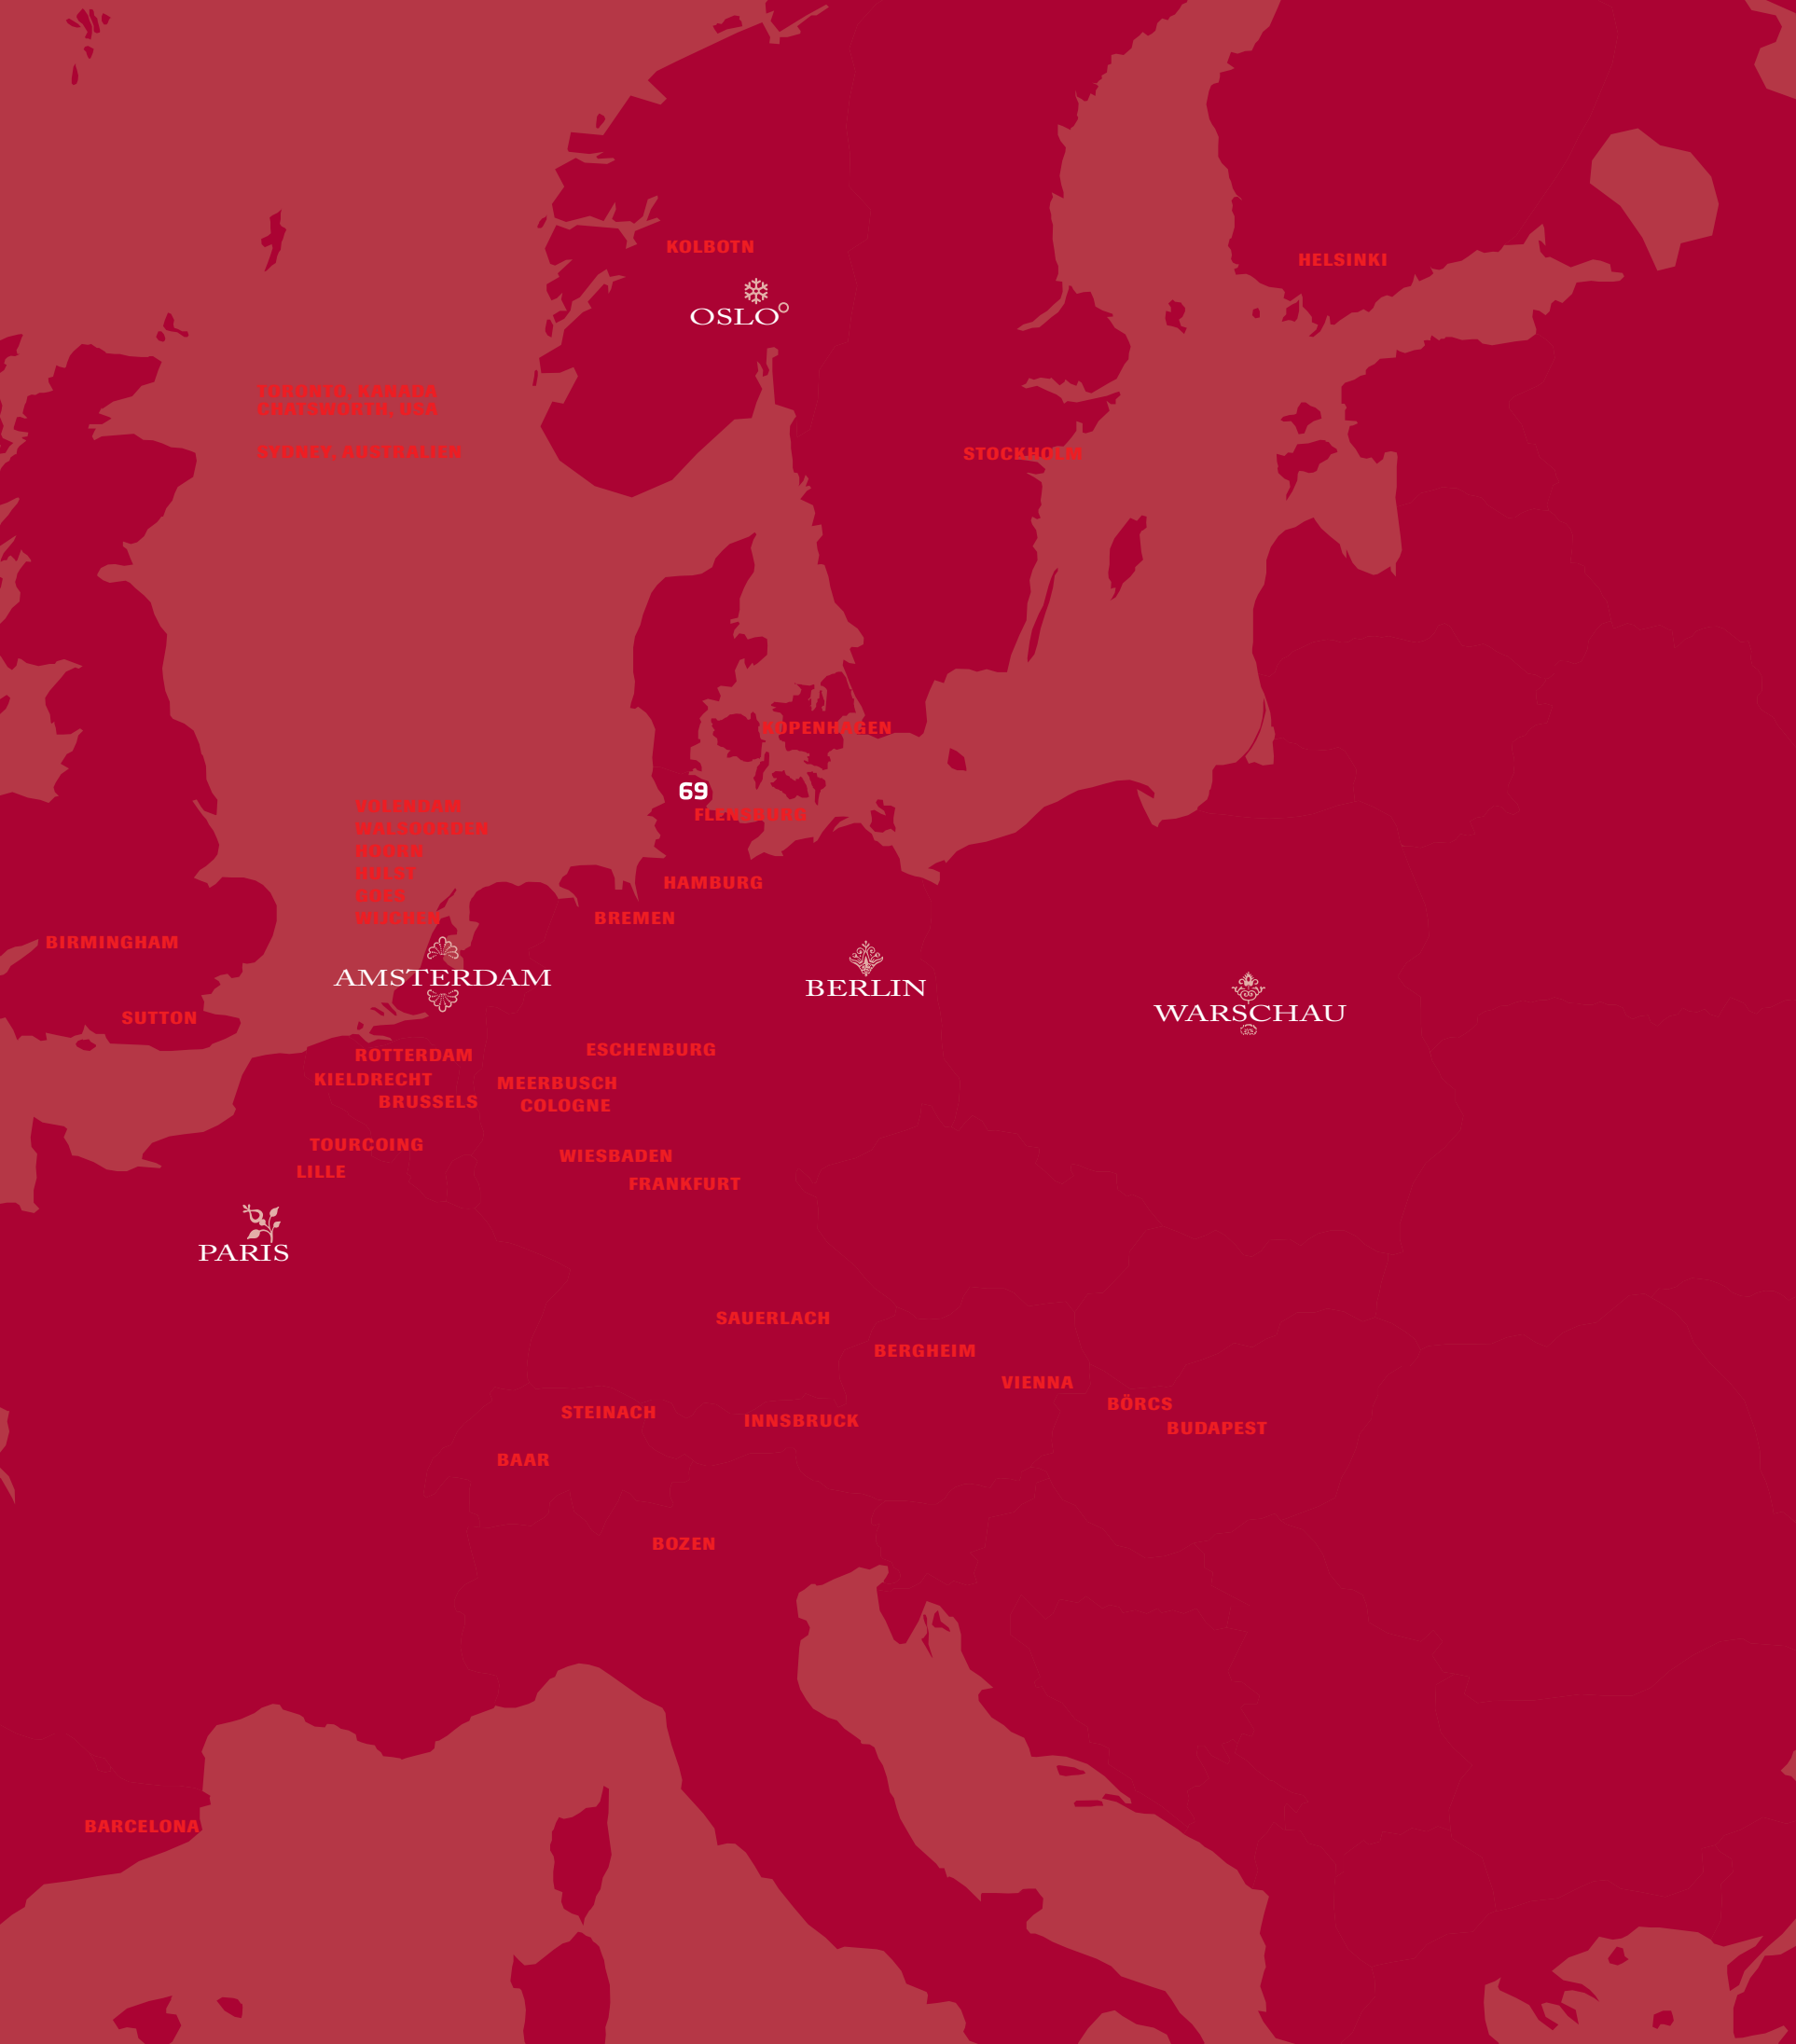 KOLBOTN
HELSINKI
OSLO°
TORONTO, KANADA
CHATSWORTH, USA
SYDNEY, AUSTRALIEN
STOCKHOLM
KOPENHAGEN
69
FLENSBURG
VOLENDAM
WALSOORDEN
HOORN
HULST
GOES
WIJCHEN
HAMBURG
BREMEN
BIRMINGHAM
AMSTERDAM
BERLIN
WARSCHAU
SUTTON
ROTTERDAM
ESCHENBURG
KIELDRECHT
MEERBUSCH
BRUSSELS
COLOGNE
TOURCOING
WIESBADEN
LILLE
FRANKFURT
PARIS
SAUERLACH
BERGHEIM
VIENNA
BÖRCS
STEINACH
INNSBRUCK
BUDAPEST
BAAR
BOZEN
BARCELONA